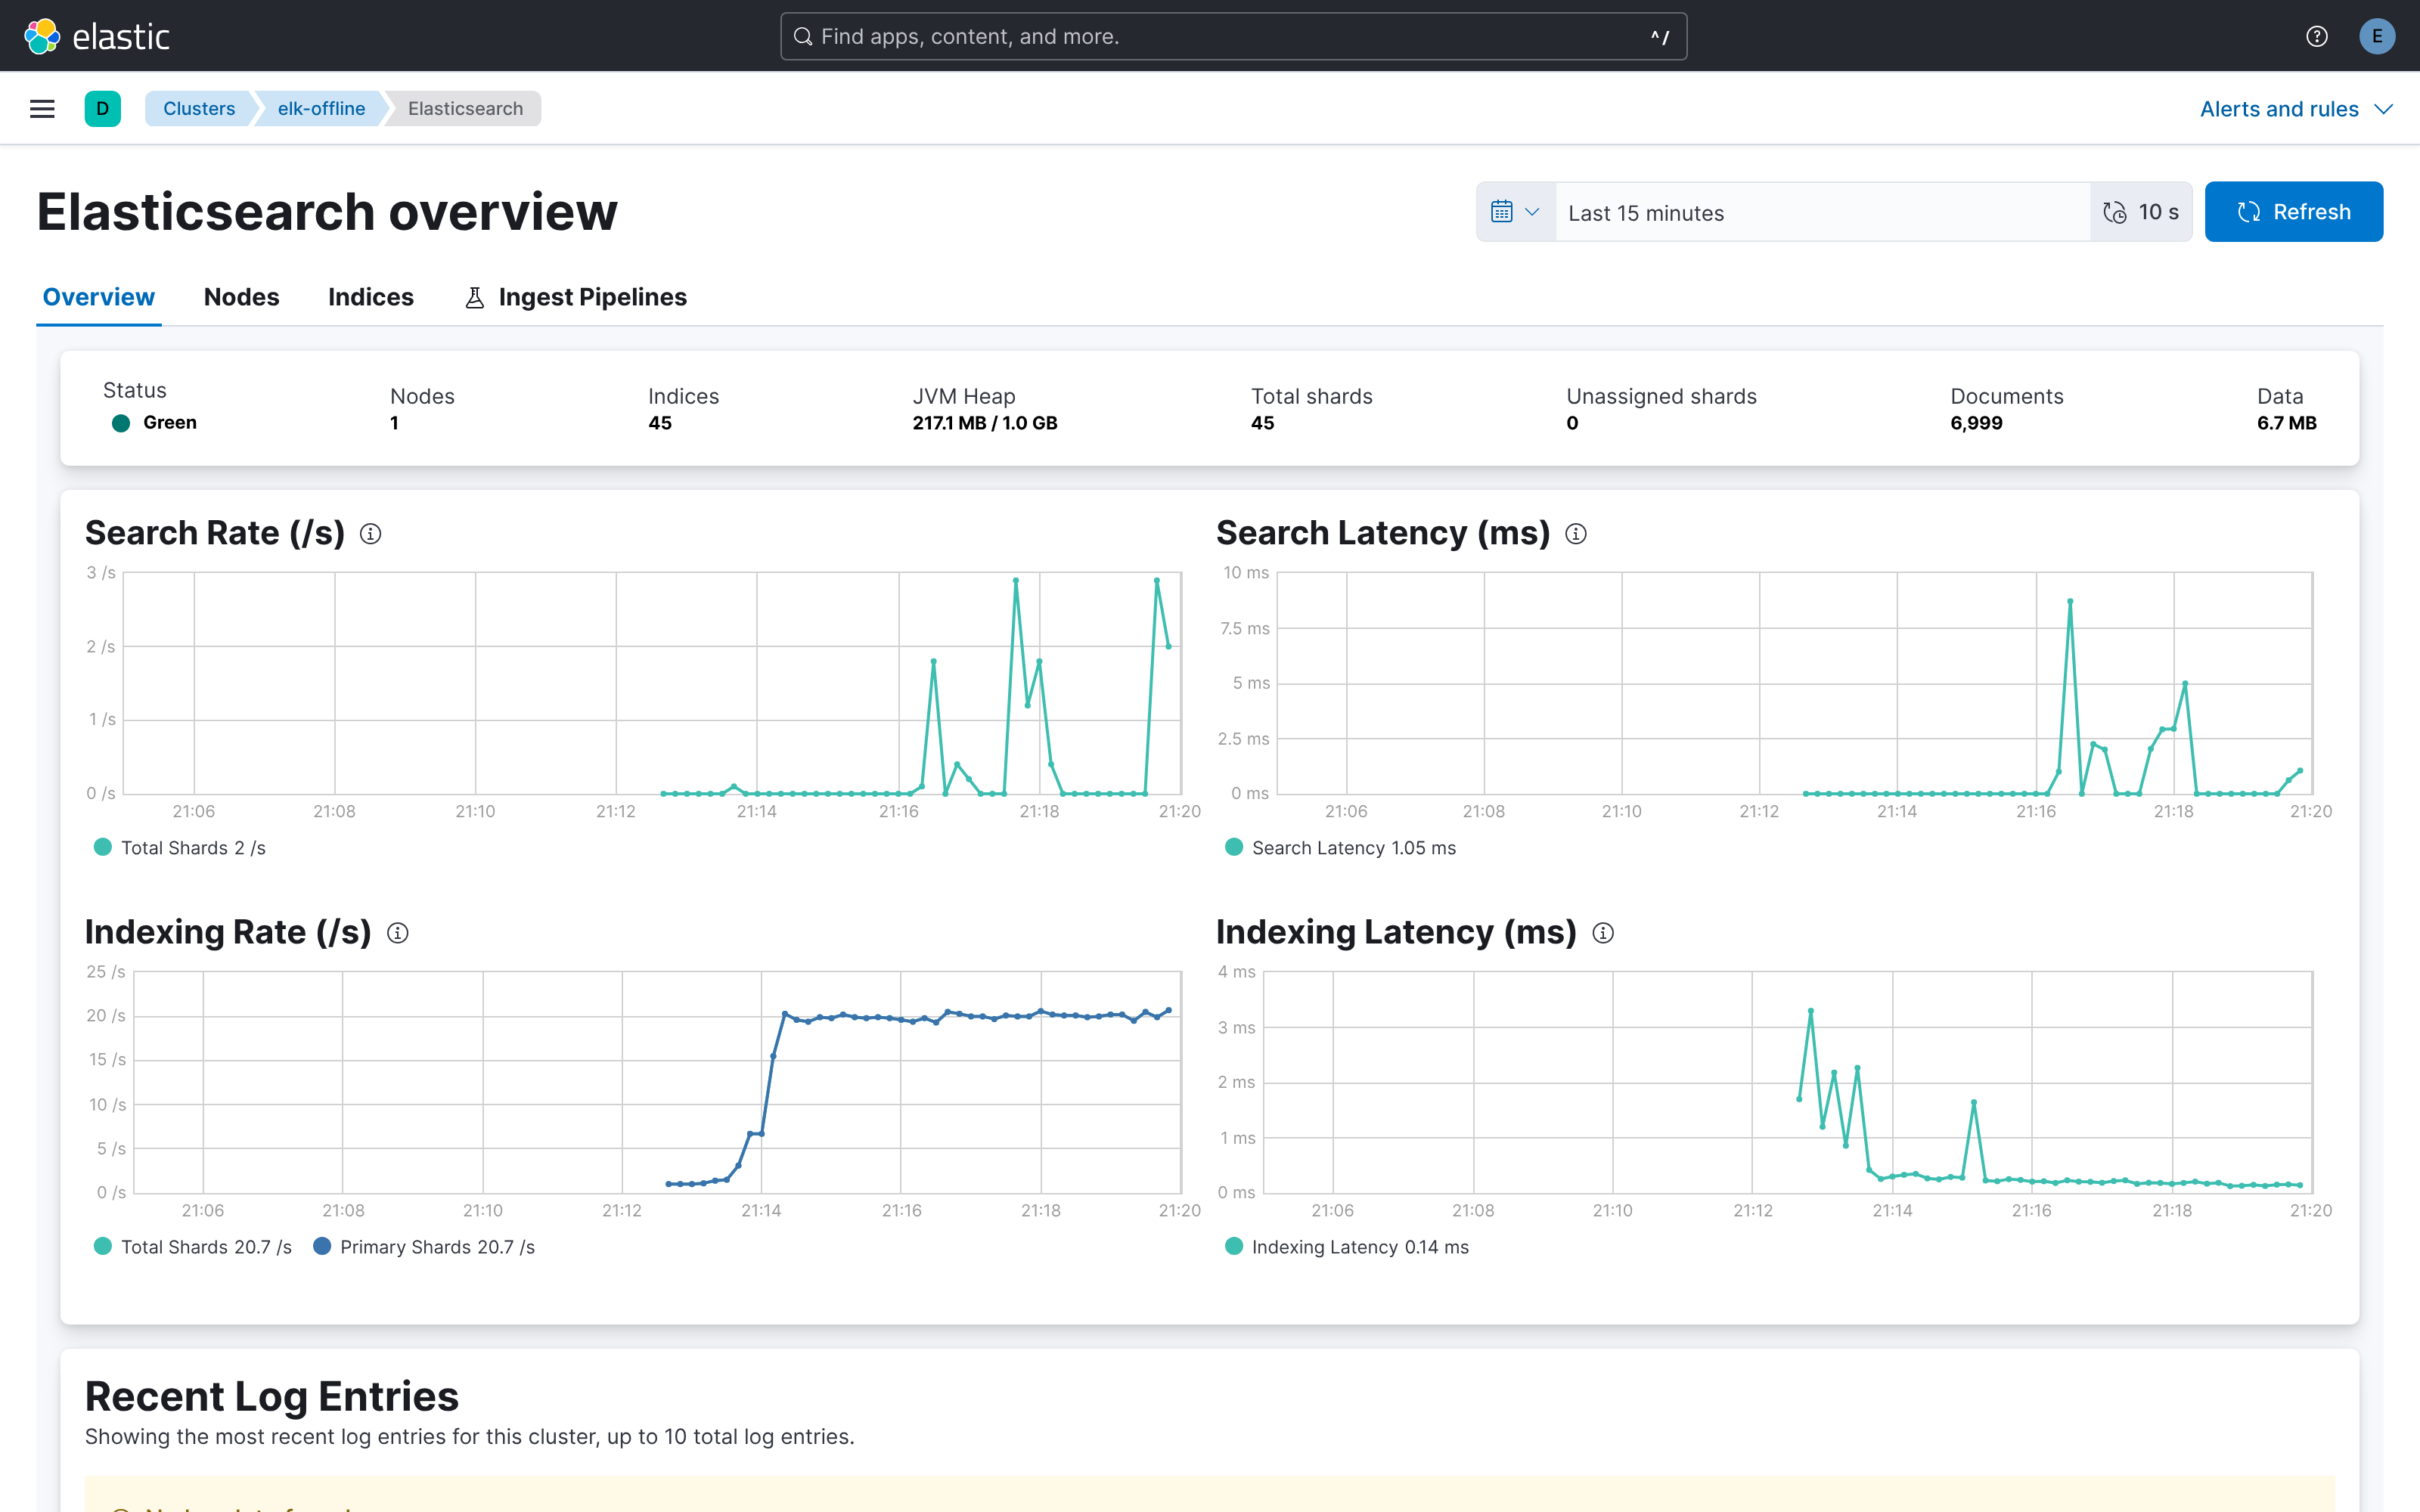 elastic
Find apps, content, and more.
^ /
E
D
Clusters
elk-offline
Elasticsearch
Alerts and rules
Elasticsearch overview
Last 15 minutes
10 s
Refresh
Overview
Nodes
Indices
Ingest Pipelines
Status
Green
Nodes
1
Indices
45
JVM Heap
217.1 MB / 1.0 GB
Total shards
45
Unassigned shards
0
Documents
6,999
Data
6.7 MB
Search Rate (/s)
3 /s
2 /s
1 /s
0 /s
21:06 21:08 21:10 21:12 21:14 21:16 21:18 21:20
Total Shards 2 /s
Search Latency (ms)
10 ms
7.5 ms
5 ms
2.5 ms
0 ms
21:06 21:08 21:10 21:12 21:14 21:16 21:18 21:20
Search Latency 1.05 ms
Indexing Rate (/s)
25 /s
20 /s
15 /s
10 /s
5 /s
0 /s
21:06 21:08 21:10 21:12 21:14 21:16 21:18 21:20
Total Shards 20.7 /s Primary Shards 20.7 /s
Indexing Latency (ms)
4 ms
3 ms
2 ms
1 ms
0 ms
21:06 21:08 21:10 21:12 21:14 21:16 21:18 21:20
Indexing Latency 0.14 ms
Recent Log Entries
Showing the most recent log entries for this cluster, up to 10 total log entries.